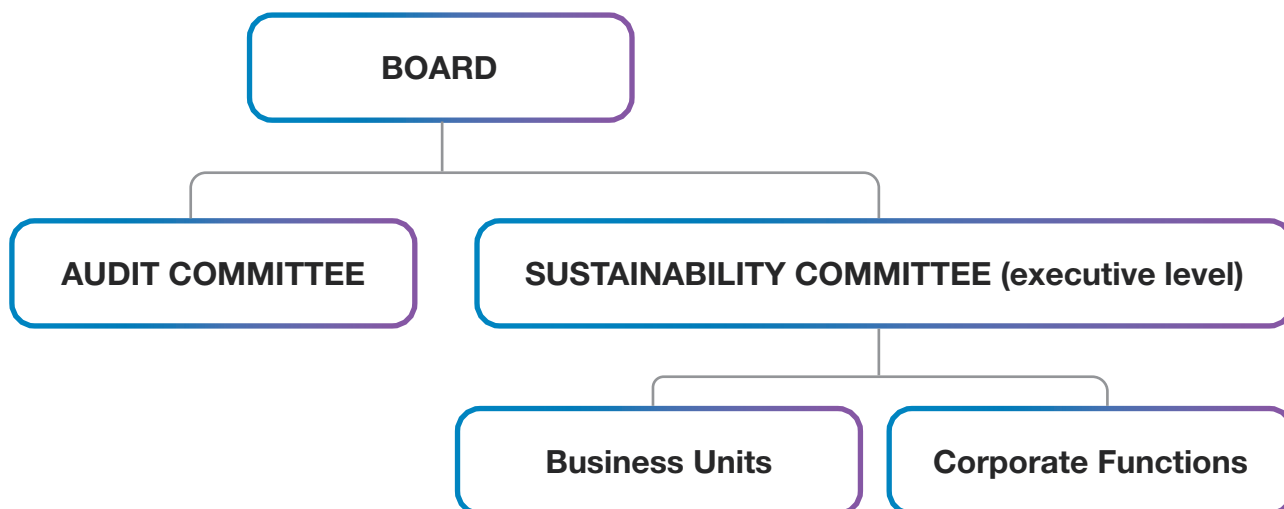 BOARD
AUDIT COMMITTEE
SUSTAINABILITY COMMITTEE (executive level)
Business Units
Corporate Functions